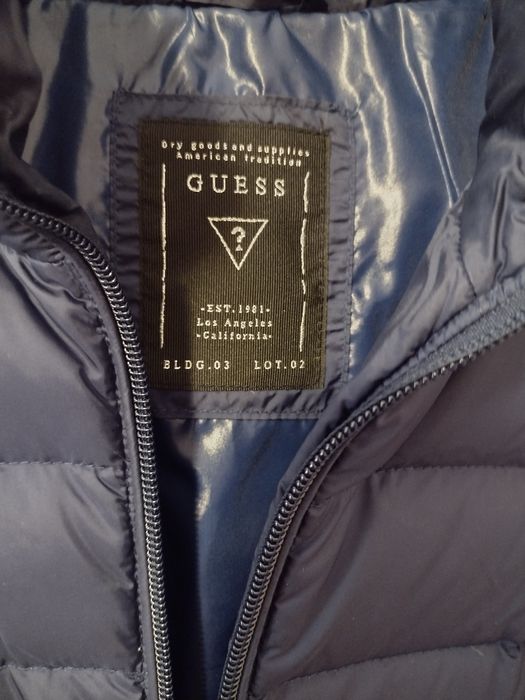 Dry goods and supplies
American tradition
GUESS
?
-EST.1981-
Los Angeles
-California-
BLDG.03 LOT.02